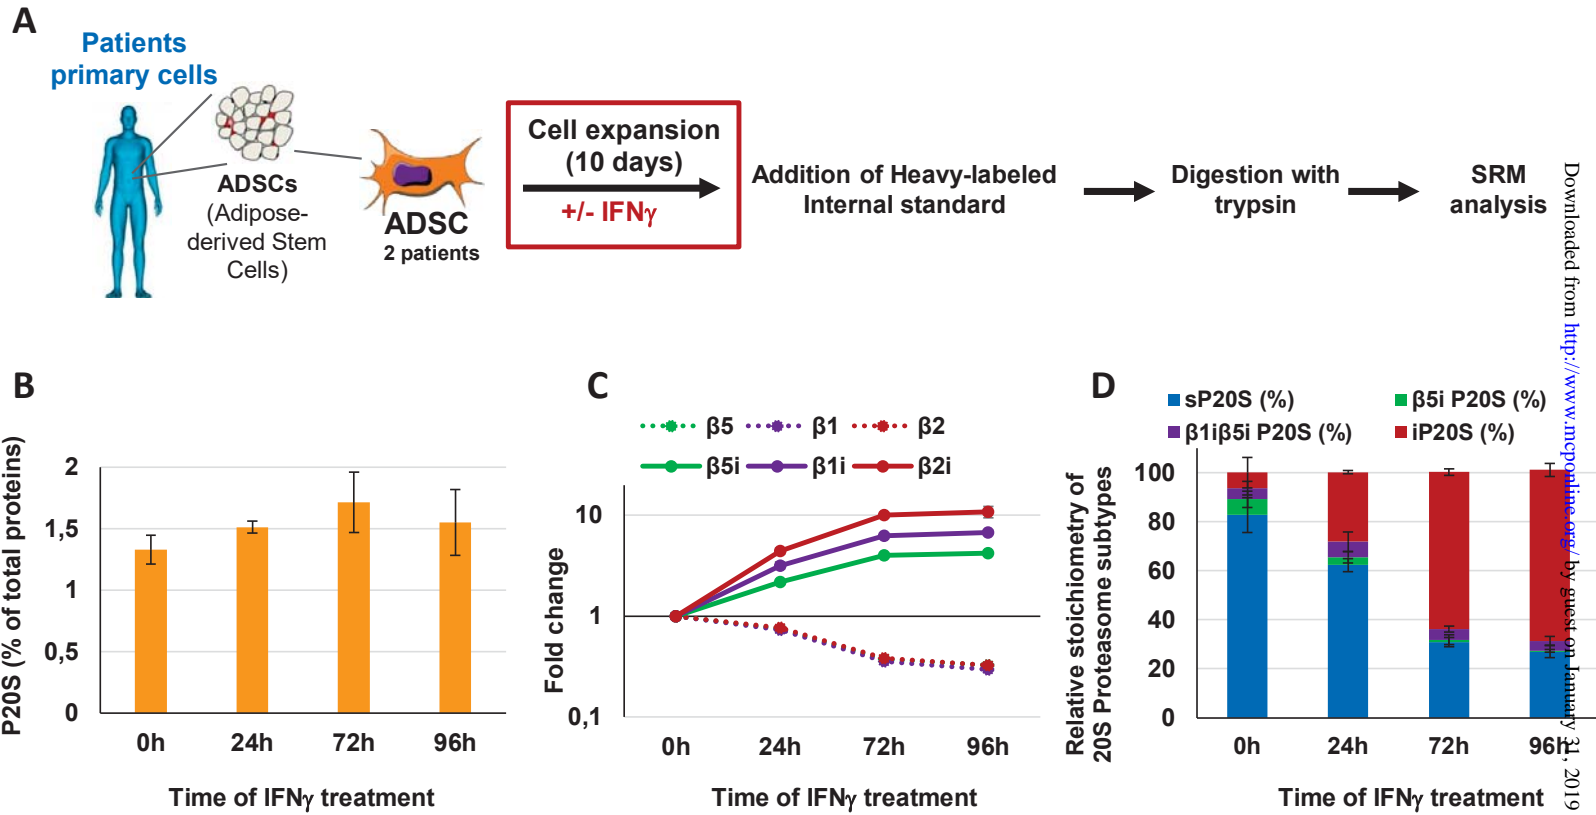 A
Patients
primary cells
ADSCs
(Adipose-
derived Stem
Cells)
ADSC
2 patients
Cell expansion
(10 days)
+/- IFNγ
Addition of Heavy-labeled
Internal standard
Digestion with
trypsin
SRM
analysis
B
P20S (% of total proteins)
2
1,5
1
0,5
0
0h 24h 72h 96h
Time of IFNγ treatment
C
β5 β1 β2
β5i β1i β2i
Fold change
10
1
0,1
0h 24h 72h 96h
Time of IFNγ treatment
D
sP20S (%) β5i P20S (%)
β1iβ5i P20S (%) iP20S (%)
Relative stoichiometry of
20S Proteasome subtypes
100
80
60
40
20
0
0h 24h 72h 96h
Time of IFNγ treatment
Downloaded from http://www.mcponline.org/ by guest on January 31, 2019